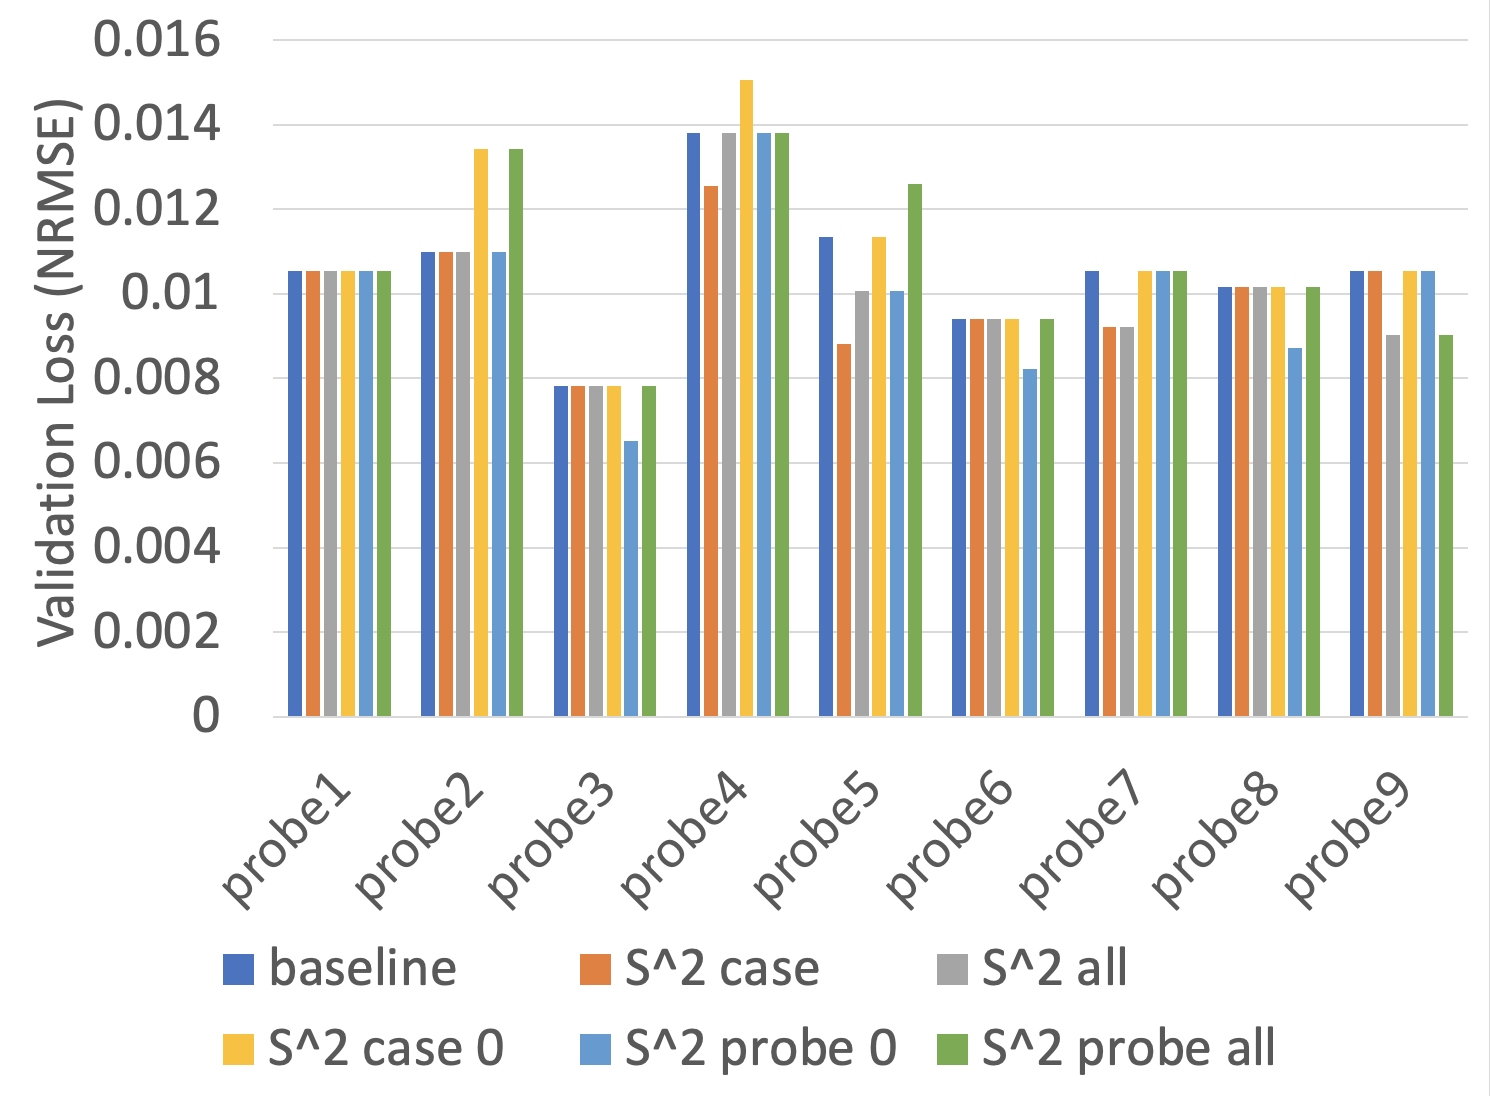 Validation Loss (NRMSE)
0.016
0.014
0.012
0.01
0.008
0.006
0.004
0.002
0
probe1 probe2 probe3 probe4 probe5 probe6 probe7 probe8 probe9
baseline S^2 case S^2 all
S^2 case 0 S^2 probe 0 S^2 probe all